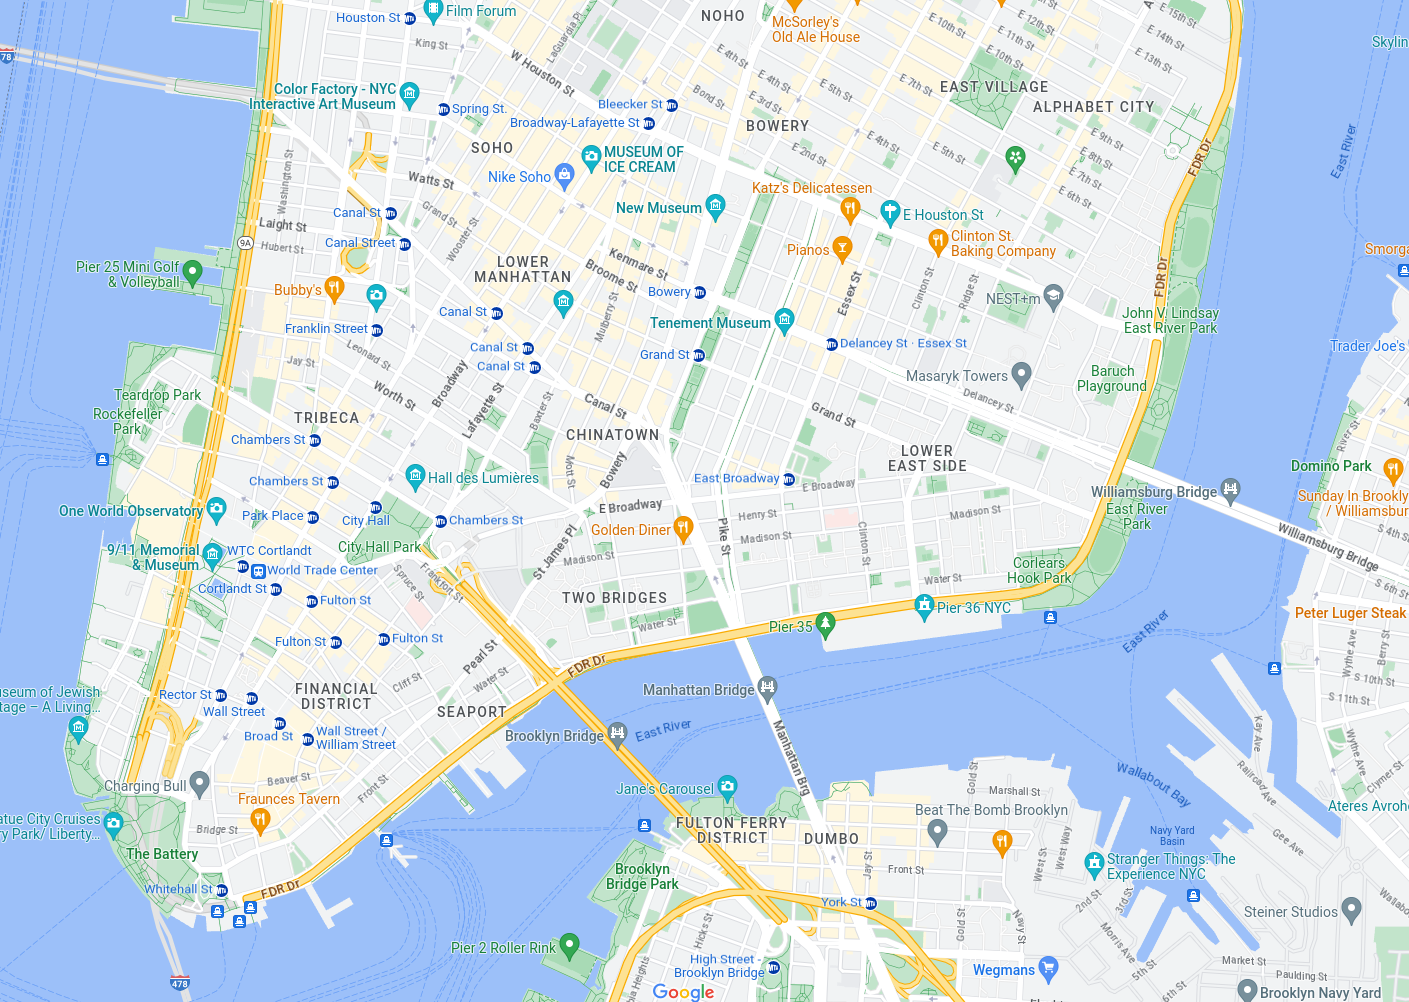 Houston St
Film Forum
NOHO
McSorley's
Old Ale House
E 10th St
E 12th St
E 15th St
E 11th St
E 14th St
E 10th St
E 13th St
Skylin
78
King St
LaGuardia Pl
W Houston St
E 4th St
E 5th St
E 4th St
E 7th St
EAST VILLAGE
ALPHABET CITY
Color Factory - NYC
Interactive Art Museum
Spring St.
Bleecker St
Broadway-Lafayette St
Bond St
E 3rd St
BOWERY
E 2nd St
E 4th St
E 5th St
E 9th St
E 8th St
E 7th St
E 6th St
FDR Dr
East River
SOHO
MUSEUM OF
ICE CREAM
Nike Soho
Watts St
Washington St
Canal St
Laight St
9A
Hubert St
Canal Street
Grand St
Wooster St
New Museum
Katz's Delicatessen
E Houston St
Pianos
Clinton St.
Baking Company
Smorga
Pier 25 Mini Golf
& Volleyball
Bubby's
LOWER
MANHATTAN
Kenmare St
Broome St
Mulberry St
Bowery
Essex St
Clinton St
Ridge St
NEST+m
FDR Dr
John V. Lindsay
East River Park
Canal St
Franklin Street
Tenement Museum
Delancey St · Essex St
Trader Joe's
Jay St
Leonard St
Canal St
Canal St
Grand St
Masaryk Towers
Baruch
Playground
Teardrop Park
Rockefeller
Park
Worth St
Broadway
Lafayette St
Baxter St
Canal St
Delancey St
Grand St
TRIBECA
Chambers St
CHINATOWN
LOWER
EAST SIDE
River St
Domino Park
Chambers St
Hall des Lumières
Mott St
Bowery
East Broadway
E Broadway
Williamsburg Bridge
East River
Park
Sunday In Brooklyn
/ Williamsbur
One World Observatory
Park Place
City Hall
Chambers St
E Broadway
Golden Diner
Pike St
Henry St
Madison St
Clinton St
Madison St
Williamsburg Bridge
9/11 Memorial
& Museum
WTC Cortlandt
World Trade Center
City Hall Park
St James Pl
Madison St
Cortlandt St
Spruce St
Frankfort St
Water St
Corlears
Hook Park
S 6th St
Fulton St
TWO BRIDGES
Water St
Pier 35
Pier 36 NYC
Peter Luger Steak
Fulton St
Fulton St
Pearl St
Cliff St
Water St
FDR Dr
East River
Wythe Ave
Berry St
S 10th St
S 11th St
useum of Jewish
tage – A Living...
Rector St
Wall Street
FINANCIAL
DISTRICT
Manhattan Bridge
SEAPORT
Broad St
Wall Street /
William Street
Brooklyn Bridge
East River
Manhattan Brg
Kay Ave
Wythe Ave
Clymer St
Charging Bull
Beaver St
Front St
Fraunces Tavern
Jane's Carousel
Gold St
Marshall St
Wallabout Bay
Railroad Ave
Beat The Bomb Brooklyn
Ateres Avroh
atue City Cruises
ry Park/ Liberty...
Bridge St
The Battery
FULTON FERRY
DISTRICT
DUMBO
Navy Yard
Basin
Gee Ave
West St
West Way
Stranger Things: The
Experience NYC
Brooklyn
Bridge Park
Jay St
Front St
Whitehall St
FDR Dr
York St
2nd St
3rd St
Steiner Studios
Pier 2 Roller Rink
Hicks St
Gold St
Navy St
Morris Ave
Market St
High Street -
Brooklyn Bridge
Wegmans
5th St
Paulding St
478
Google
6th St
Brooklyn Navy Yard